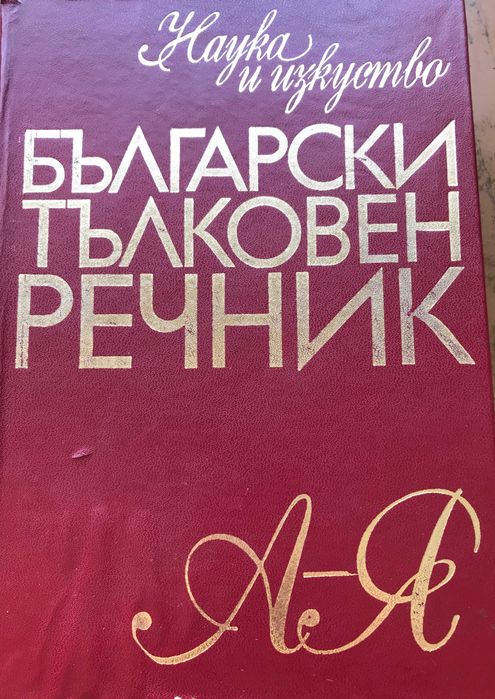 Наука
и изкуство
БЪЛГАРСКИ
ТЪЛКОВЕН
РЕЧНИК
А-Я